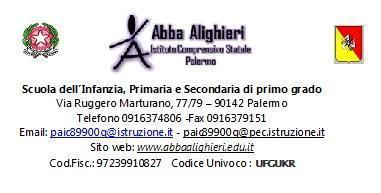 Abba Alighieri
Istituto Comprensivo Statale
Palermo
Scuola dell´Infanzia, Primaria e Secondaria di primo grado
Via Ruggero Marturano, 77/79 – 90142 Palermo
Telefono 0916374806 -Fax 0916379151
Email: paic89900q@istruzione.it - paic89900q@pec.istruzione.it
Sito web: www.abbaalighieri.edu.it
Cod.Fisc.: 97239910827 Codice Univoco : UFGUKR